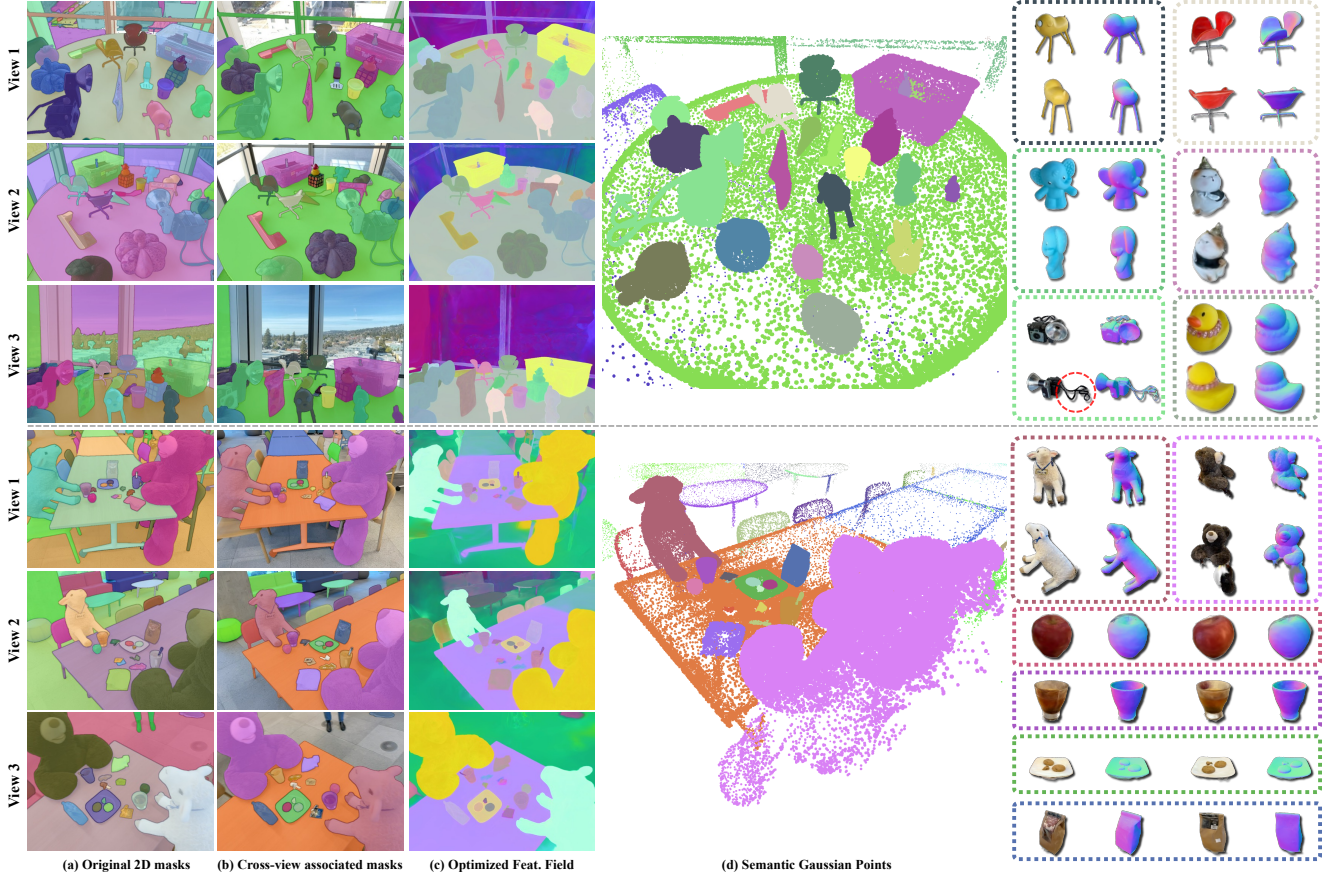 View 1
View 2
View 3
View 1
View 2
View 3
(a) Original 2D masks
(b) Cross-view associated masks
(c) Optimized Feat. Field
(d) Semantic Gaussian Points